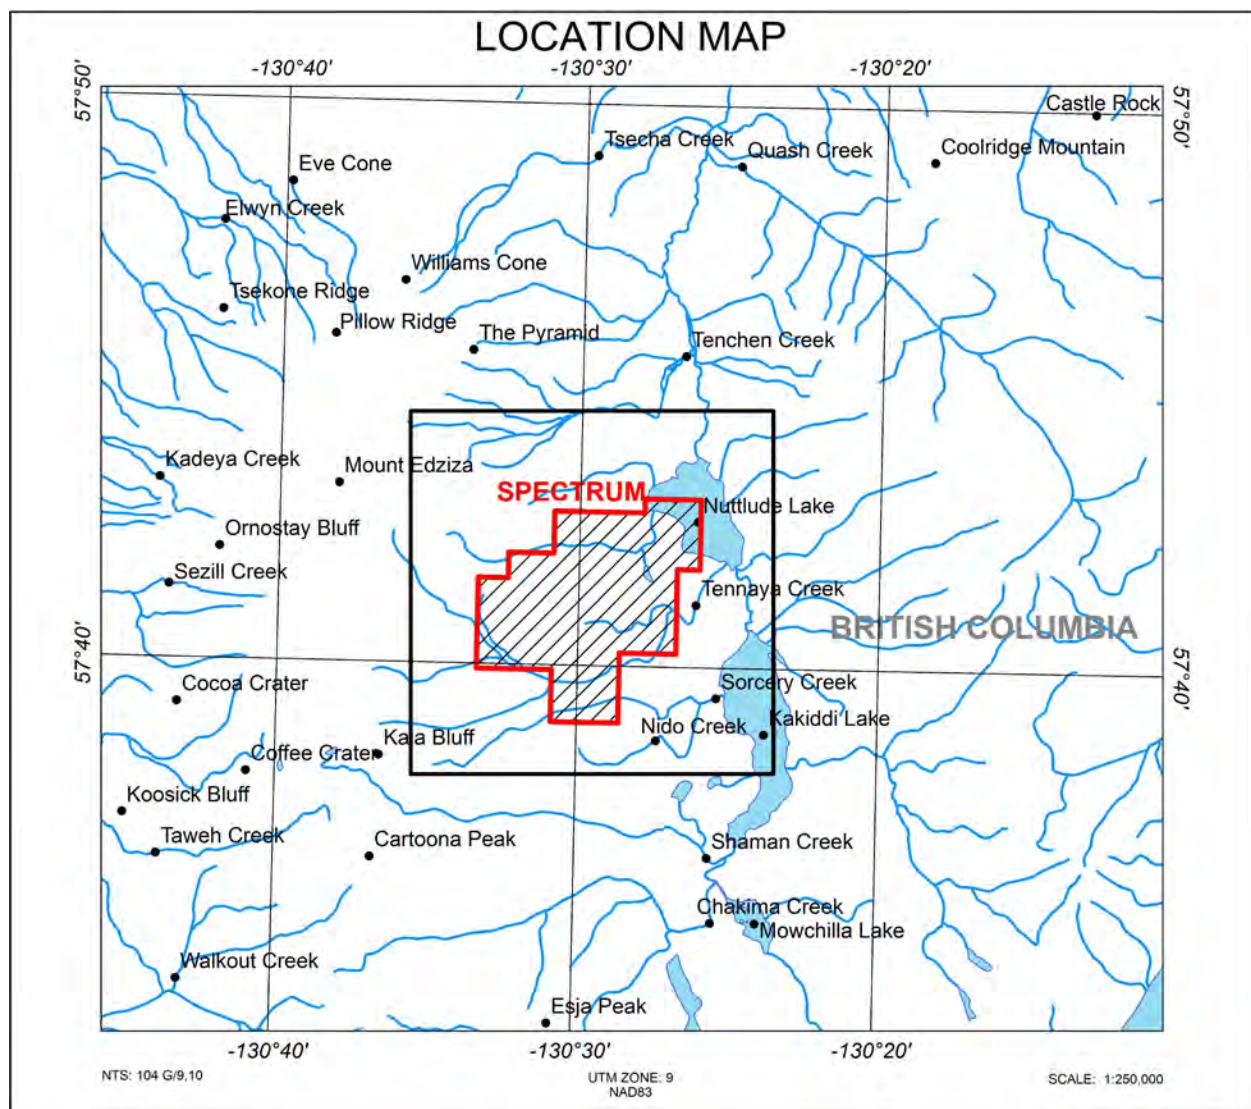 LOCATION MAP
-130°40'
-130°30'
-130°20'
57°50'
57°50'
Castle Rock
Tsecha Creek
Quash Creek
Coolridge Mountain
Eve Cone
Elwyn Creek
Williams Cone
Tsekone Ridge
Pillow Ridge
The Pyramid
Tenchen Creek
Kadeya Creek
Mount Edziza
SPECTRUM
Nuttlude Lake
Ornostay Bluff
Sezill Creek
Tennaya Creek
BRITISH COLUMBIA
57°40'
57°40'
Cocoa Crater
Sorcery Creek
Nido Creek
Kakiddi Lake
Kaia Bluff
Coffee Crater
Koosick Bluff
Taweh Creek
Cartoona Peak
Shaman Creek
Chakima Creek
Mowchilla Lake
Walkout Creek
Esja Peak
-130°40'
-130°30'
-130°20'
NTS: 104 G/9,10
UTM ZONE: 9
NAD83
SCALE: 1:250,000